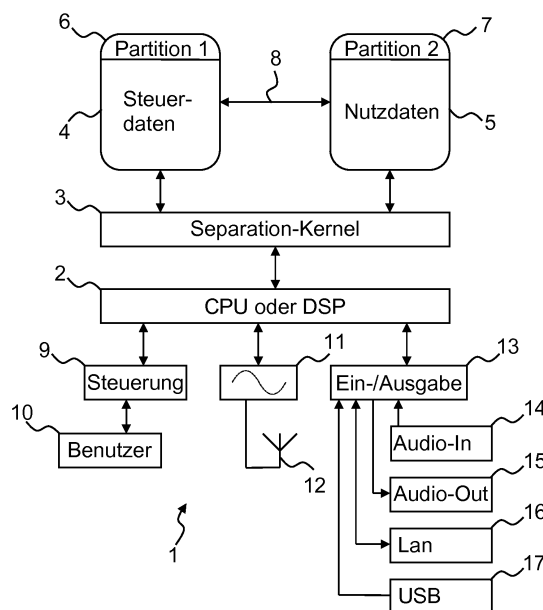 6
Partition 1
Partition 2
7
8
4
Steuer-
daten
Nutzdaten
5
3
Separation-Kernel
2
CPU oder DSP
9
11
13
Steuerung
Ein-/Ausgabe
10
Benutzer
12
14
Audio-In
15
Audio-Out
16
Lan
17
USB
1